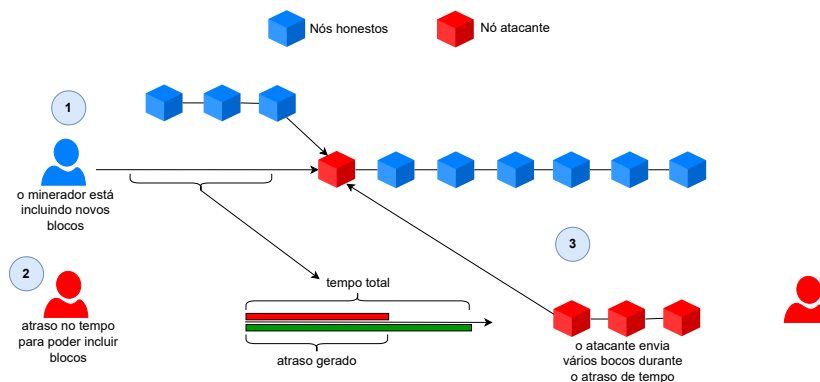 Nós honestos
Nó atacante
1
o minerador está
incluindo novos
blocos
2
atraso no tempo
para poder incluir
blocos
tempo total
atraso gerado
3
o atacante envia
vários bocos durante
o atraso de tempo